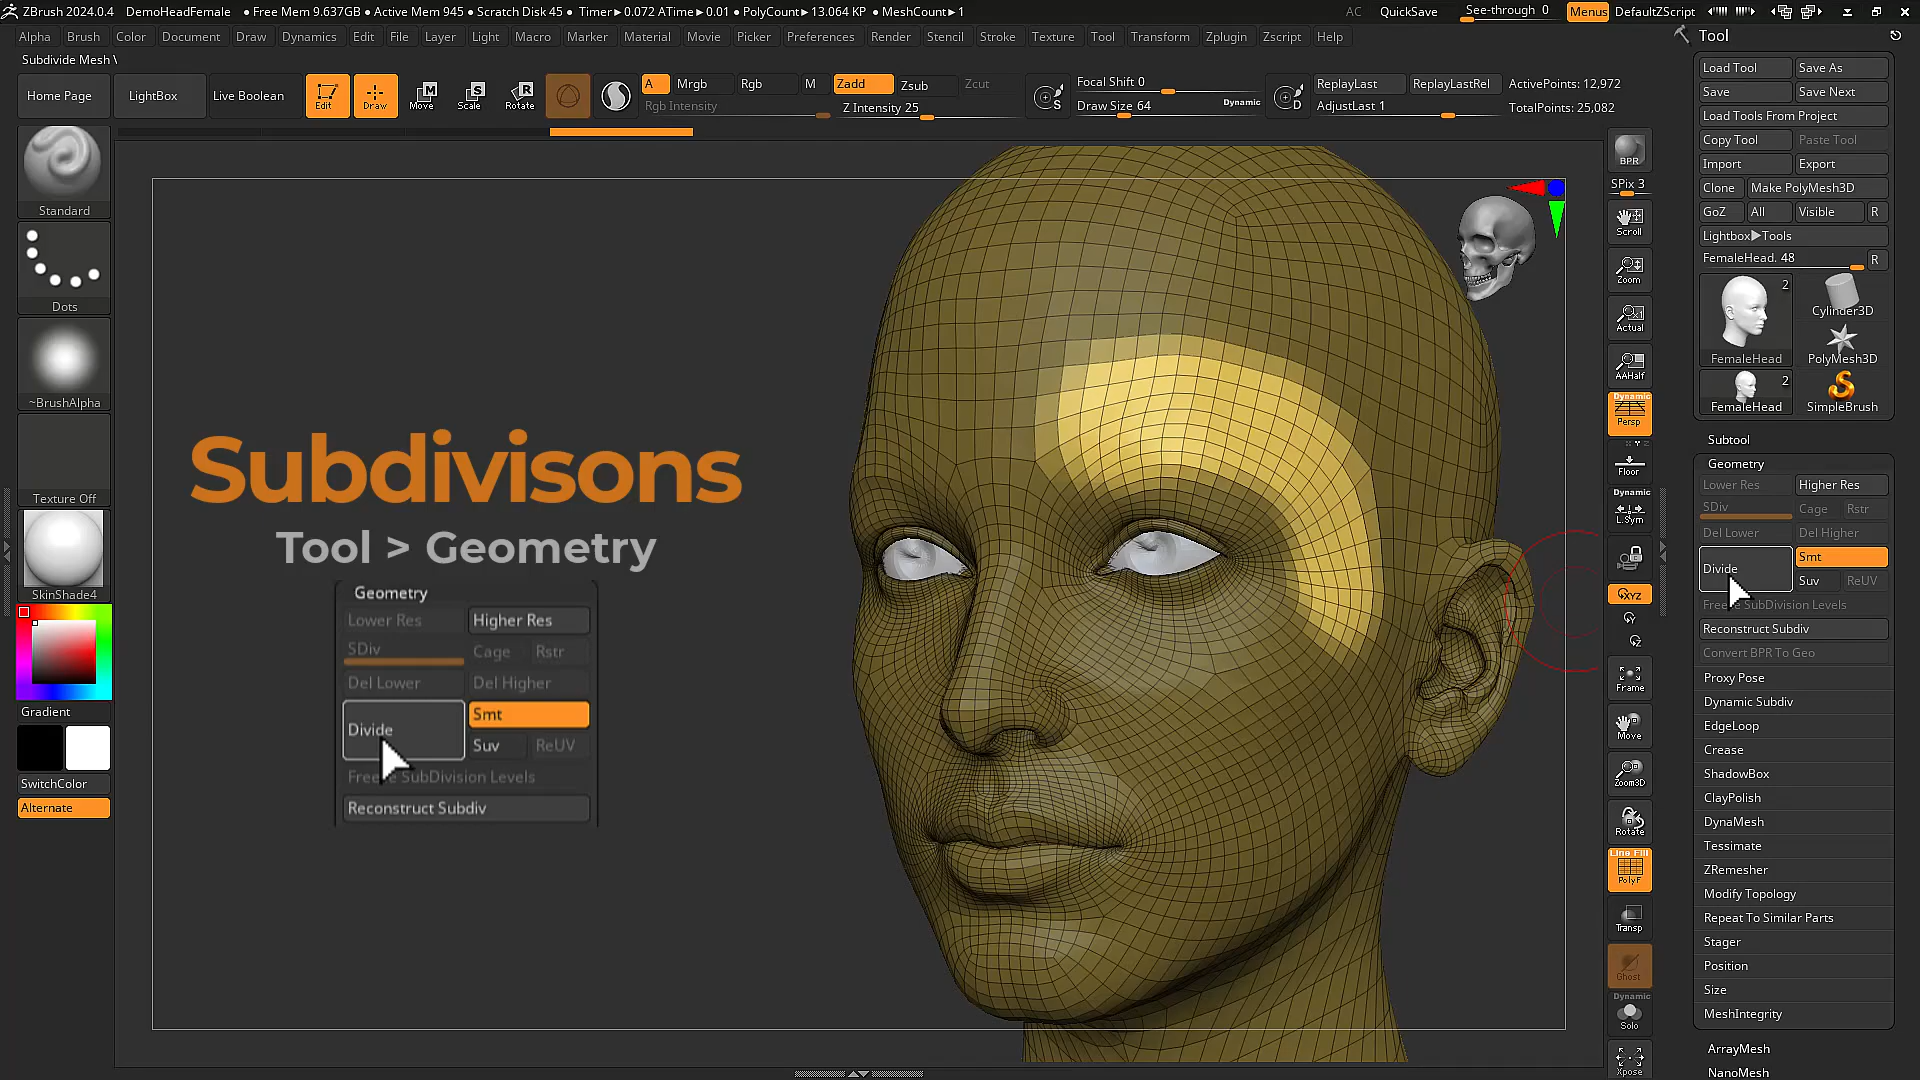 ZBrush 2024.0.4 DemoHeadFemale ● Free Mem 9.637GB ● Active Mem 945 ● Scratch Disk 45 ● Timer►0.072 ATime►0.01 ● PolyCount►13.064 KP ● MeshCount►1 AC QuickSave See-through 0 Menus DefaultZScript
Alpha Brush Color Document Draw Dynamics Edit File Layer Light Macro Marker Material Movie Picker Preferences Render Stencil Stroke Texture Tool Transform Zplugin Zscript Help
Subdivide Mesh \
Home Page LightBox Live Boolean Edit Draw Move Scale Rotate
A Mrgb Rgb M Zadd Zsub Zcut
Rgb Intensity Z Intensity 25
S Focal Shift 0
Draw Size 64 Dynamic
D ReplayLast ReplayLastRel
AdjustLast 1
ActivePoints: 12,972
TotalPoints: 25,082
Standard
Dots
~BrushAlpha
Texture Off
SkinShade4
Gradient
SwitchColor
Alternate
Subdivisons
Tool > Geometry
Geometry
Lower Res Higher Res
SDiv Cage Rstr
Del Lower Del Higher
Divide Smt
Suv ReUV
SubDivision Levels
Reconstruct Subdiv
BPR
SPix 3
Scroll
Zoom
Actual
AAHalf
Dynamic
Persp
Floor
Dynamic
L.Sym
XYZ
Y
Z
Frame
Move
Zoom3D
Rotate
Line Fill
PolyF
Transp
Ghost
Dynamic
Solo
Xpose
Tool
Load Tool Save As
Save Save Next
Load Tools From Project
Copy Tool Paste Tool
Import Export
Clone Make PolyMesh3D
GoZ All Visible R
Lightbox▶Tools
FemaleHead. 48 R
2
FemaleHead
Cylinder3D
PolyMesh3D
2
FemaleHead
SimpleBrush
Subtool
Geometry
Lower Res Higher Res
SDiv Cage Rstr
Del Lower Del Higher
Divide Smt
Suv ReUV
SubDivision Levels
Reconstruct Subdiv
Convert BPR To Geo
Proxy Pose
Dynamic Subdiv
EdgeLoop
Crease
ShadowBox
ClayPolish
DynaMesh
Tessimate
ZRemesher
Modify Topology
Repeat To Similar Parts
Stager
Position
Size
MeshIntegrity
ArrayMesh
NanoMesh